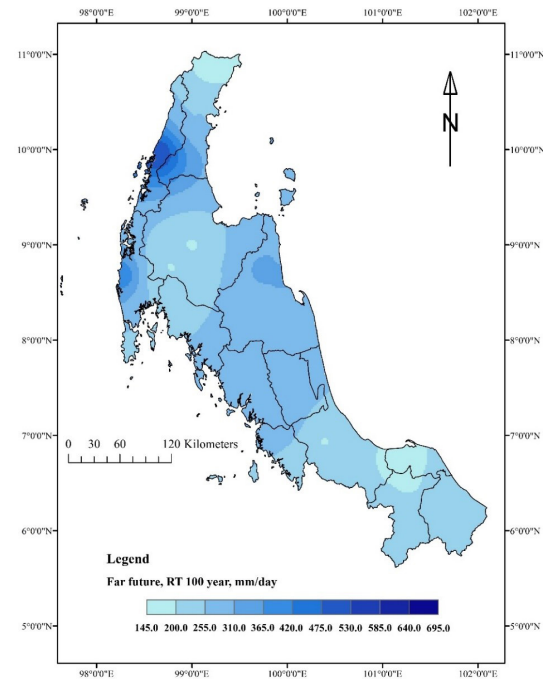 98°0'0"E 99°0'0"E 100°0'0"E 101°0'0"E 102°0'0"E
11°0'0"N 11°0'0"N
N
10°0'0"N 10°0'0"N
9°0'0"N 9°0'0"N
8°0'0"N 8°0'0"N
7°0'0"N 7°0'0"N
0 30 60 120 Kilometers
6°0'0"N 6°0'0"N
Legend
Far future, RT 100 year, mm/day
145.0 200.0 255.0 310.0 365.0 420.0 475.0 530.0 585.0 640.0 695.0
5°0'0"N 5°0'0"N
98°0'0"E 99°0'0"E 100°0'0"E 101°0'0"E 102°0'0"E